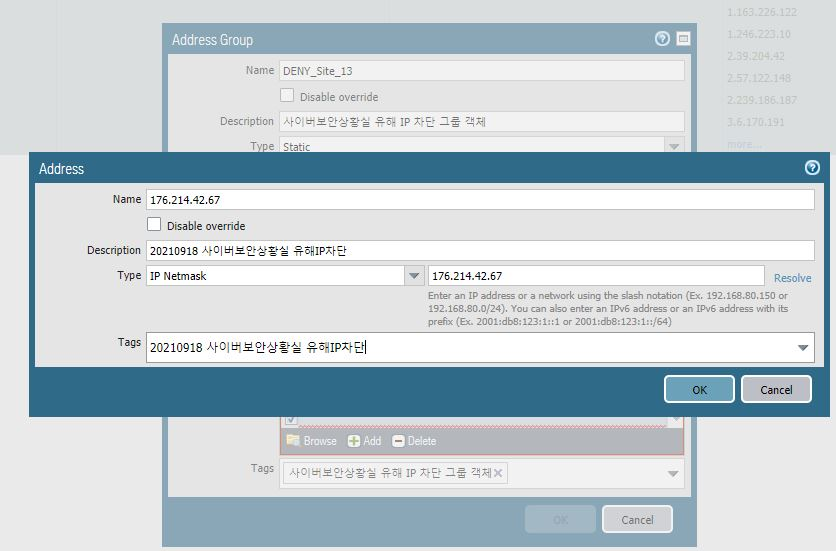 1.163.226.122
1.246.223.10
2.39.204.42
2.57.122.148
2.239.186.187
3.6.170.191
more...
Address Group
Name DENY_Site_13
Disable override
Description 사이버보안상황실 유해 IP 차단 그룹 객체
Type Static
Address
Name 176.214.42.67
Disable override
Description 20210918 사이버보안상황실 유해IP차단
Type IP Netmask 176.214.42.67 Resolve
Enter an IP address or a network using the slash notation (Ex. 192.168.80.150 or
192.168.80.0/24). You can also enter an IPv6 address or an IPv6 address with its
prefix (Ex. 2001:db8:123:1::1 or 2001:db8:123:1::/64)
Tags 20210918 사이버보안상황실 유해IP차단
OK Cancel
Browse Add Delete
Tags 사이버보안상황실 유해 IP 차단 그룹 객체
OK Cancel